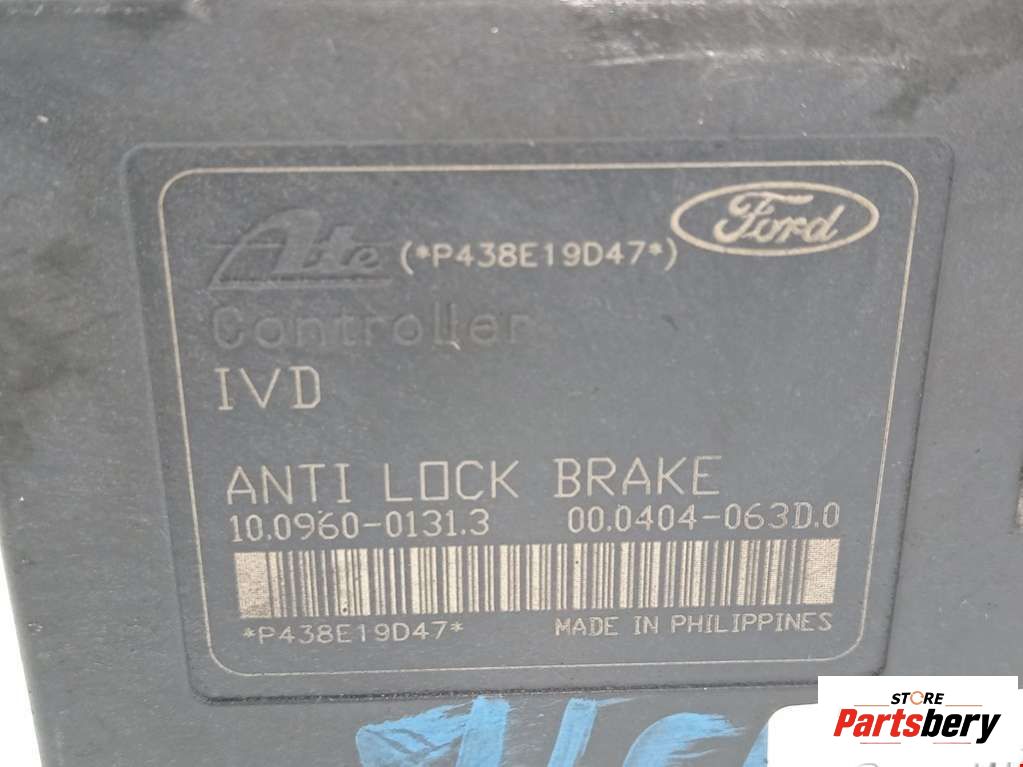 Ate (*P438E19D47*) Ford
Controller
IVD
ANTI LOCK BRAKE
10.0960-0131.3 00.0404-063D.0
*P438E19D47* MADE IN PHILIPPINES
STORE
Partsbery